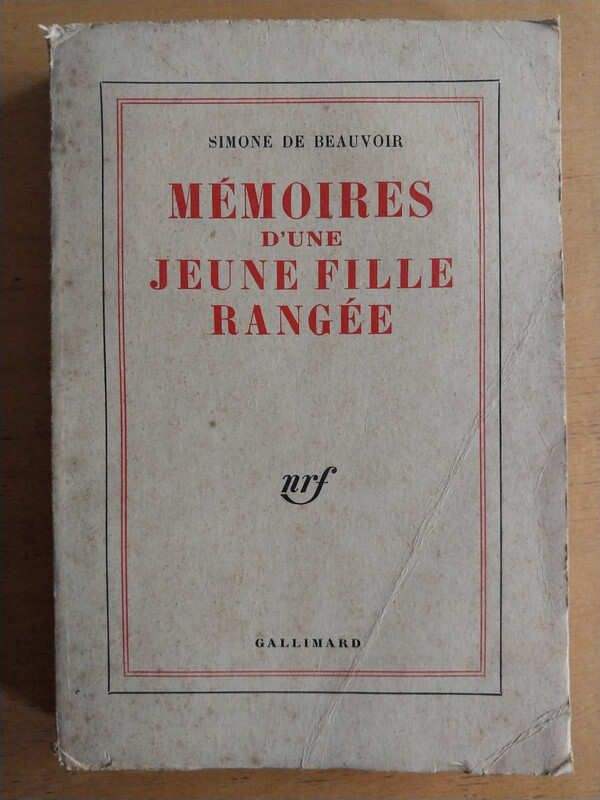 SIMONE DE BEAUVOIR
MÉMOIRES
D'UNE
JEUNE FILLE
RANGÉE
nrf
GALLIMARD